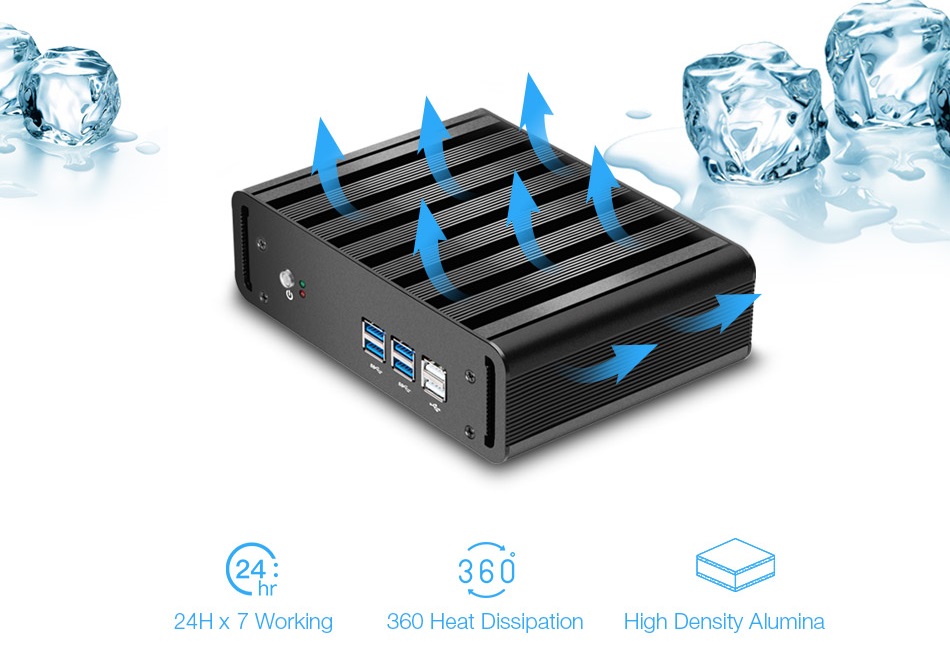 24 hr
360°
24H x 7 Working
360 Heat Dissipation
High Density Alumina